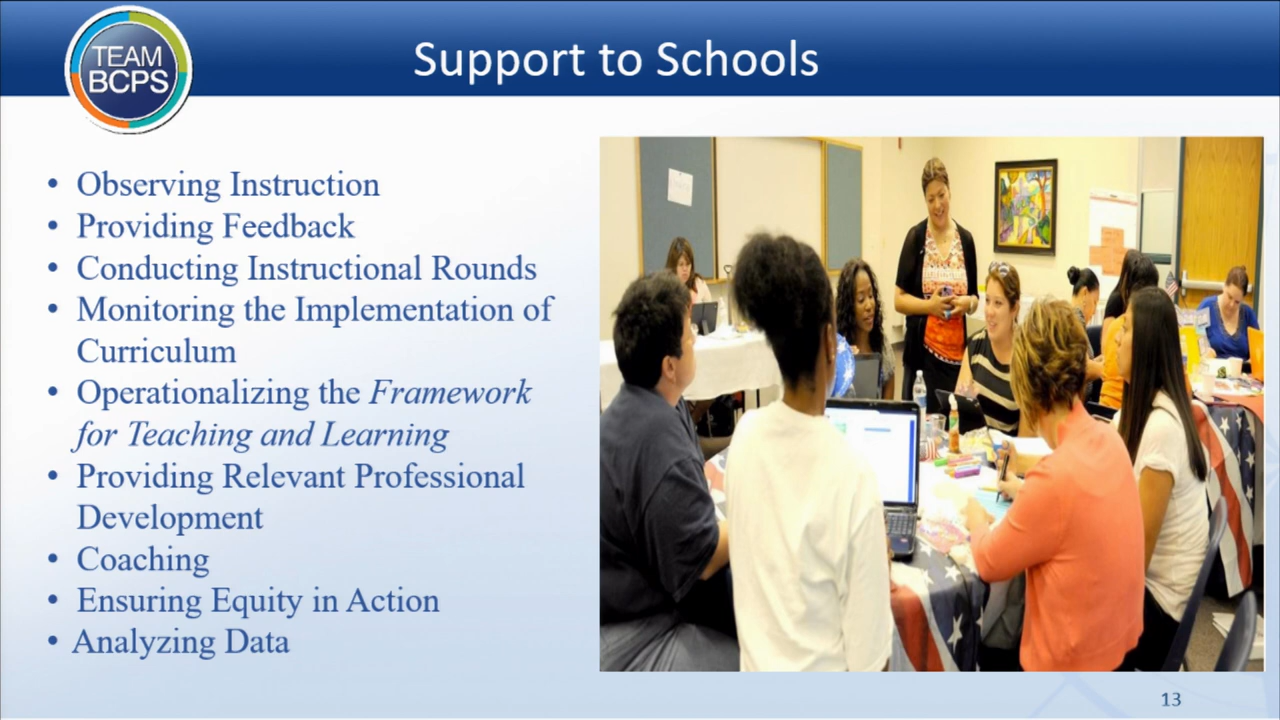 TEAM
BCPS
Support to Schools
• Observing Instruction
• Providing Feedback
• Conducting Instructional Rounds
• Monitoring the Implementation of
Curriculum
• Operationalizing the Framework
for Teaching and Learning
• Providing Relevant Professional
Development
• Coaching
• Ensuring Equity in Action
• Analyzing Data
13